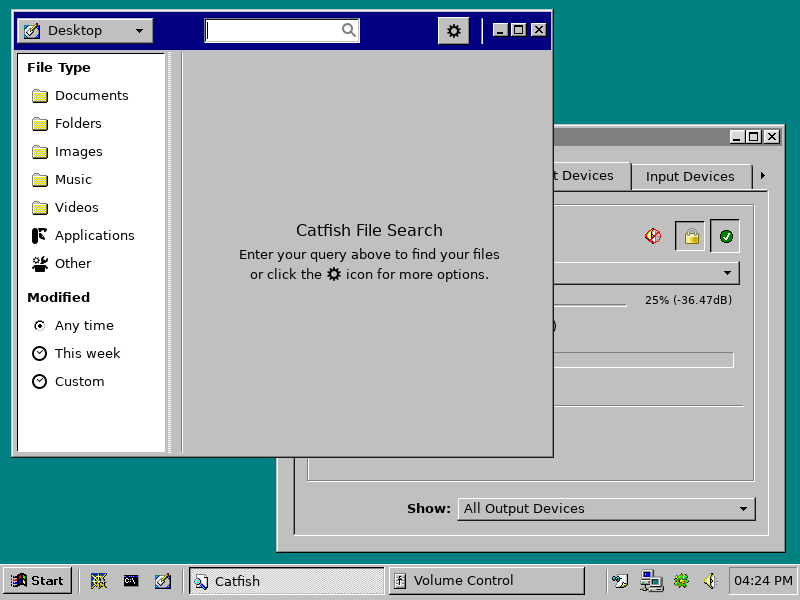 Desktop
File Type
Documents
Folders
Images
Music
Videos
Applications
Other
Modified
Any time
This week
Custom
Catfish File Search
Enter your query above to find your files
or click the icon for more options.
t Devices
Input Devices
25% (-36.47dB)
Show:
All Output Devices
Start
Catfish
Volume Control
04:24 PM